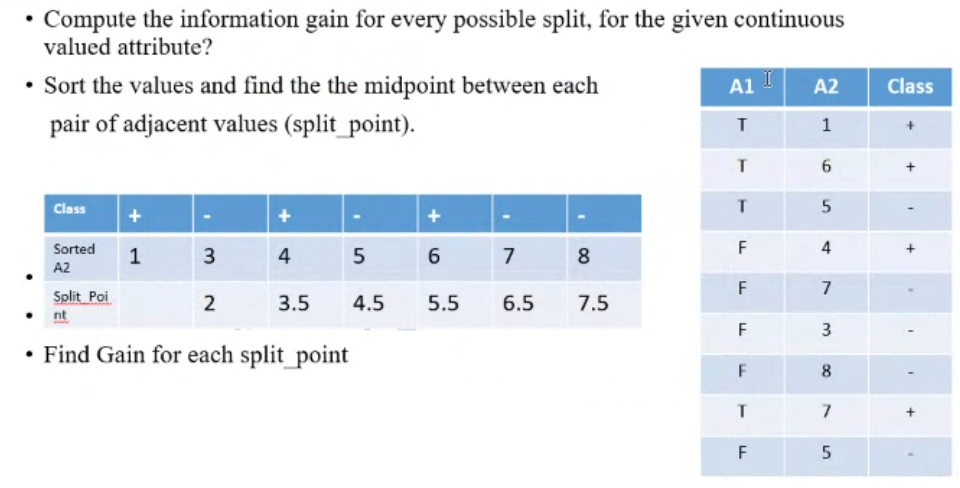 • Compute the information gain for every possible split, for the given continuous
valued attribute?
• Sort the values and find the the midpoint between each
pair of adjacent values (split_point).
Class + - + - + - -
Sorted A2 1 3 4 5 6 7 8
Split_Point 2 3.5 4.5 5.5 6.5 7.5
• Find Gain for each split_point
A1 A2 Class
T 1 +
T 6 +
T 5 -
F 4 +
F 7 -
F 3 -
F 8 -
T 7 +
F 5 -